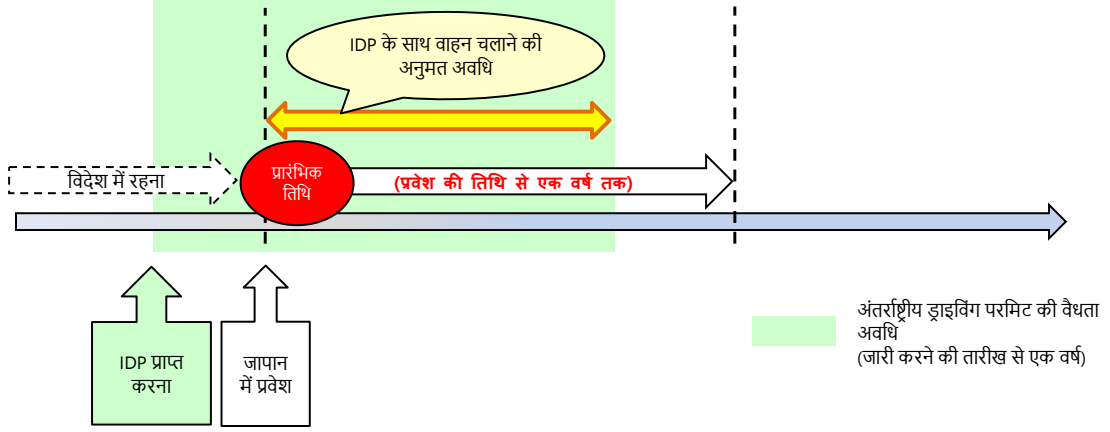 IDP के साथ वाहन चलाने की
अनुमत अवधि
विदेश में रहना
प्रारंभिक
तिथि
(प्रवेश की तिथि से एक वर्ष तक)
IDP प्राप्त
करना
जापान
में प्रवेश
अंतर्राष्ट्रीय ड्राइविंग परमिट की वैधता
अवधि
(जारी करने की तारीख से एक वर्ष)